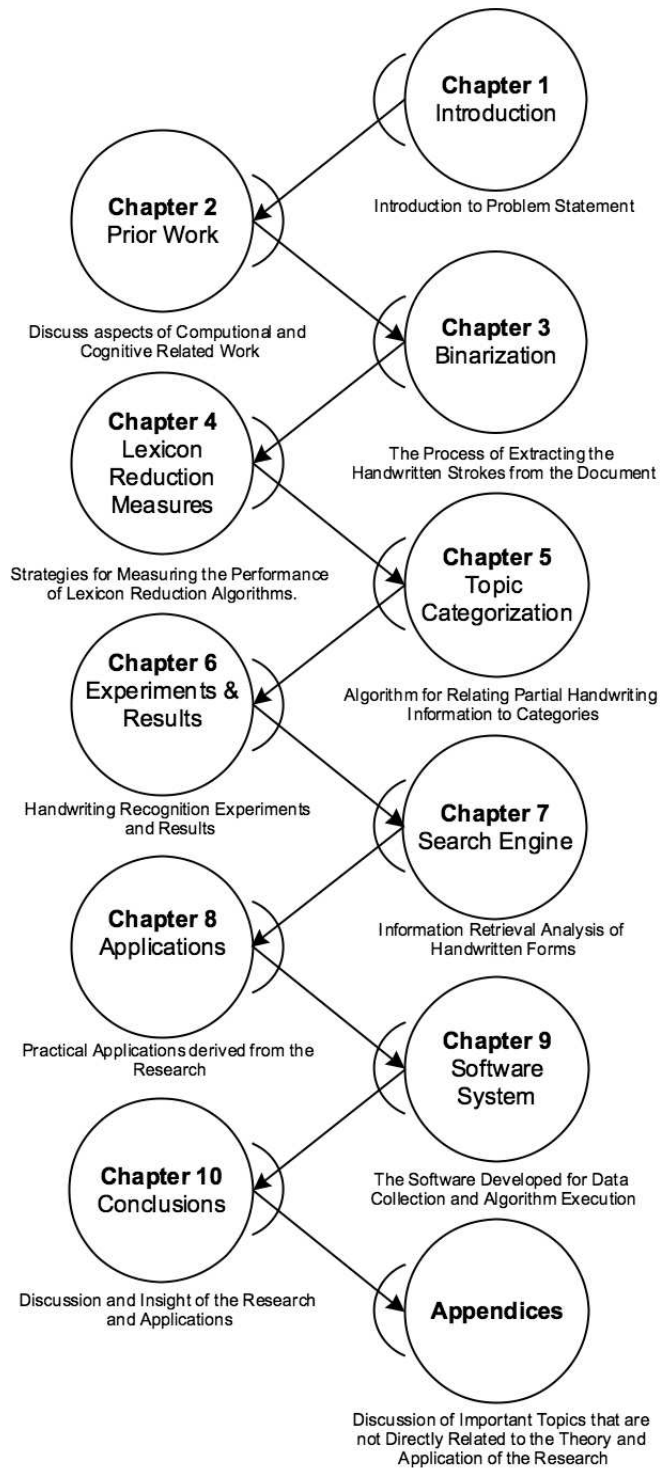 Chapter 1
Introduction
Introduction to Problem Statement
Chapter 2
Prior Work
Discuss aspects of Computional and
Cognitive Related Work
Chapter 3
Binarization
The Process of Extracting the
Handwritten Strokes from the Document
Chapter 4
Lexicon
Reduction
Measures
Strategies for Measuring the Performance
of Lexicon Reduction Algorithms.
Chapter 5
Topic
Categorization
Algorithm for Relating Partial Handwriting
Information to Categories
Chapter 6
Experiments &
Results
Handwriting Recognition Experiments
and Results
Chapter 7
Search Engine
Information Retrieval Analysis of
Handwritten Forms
Chapter 8
Applications
Practical Applications derived from the
Research
Chapter 9
Software
System
The Software Developed for Data
Collection and Algorithm Execution
Chapter 10
Conclusions
Discussion and Insight of the Research
and Applications
Appendices
Discussion of Important Topics that are
not Directly Related to the Theory and
Application of the Research